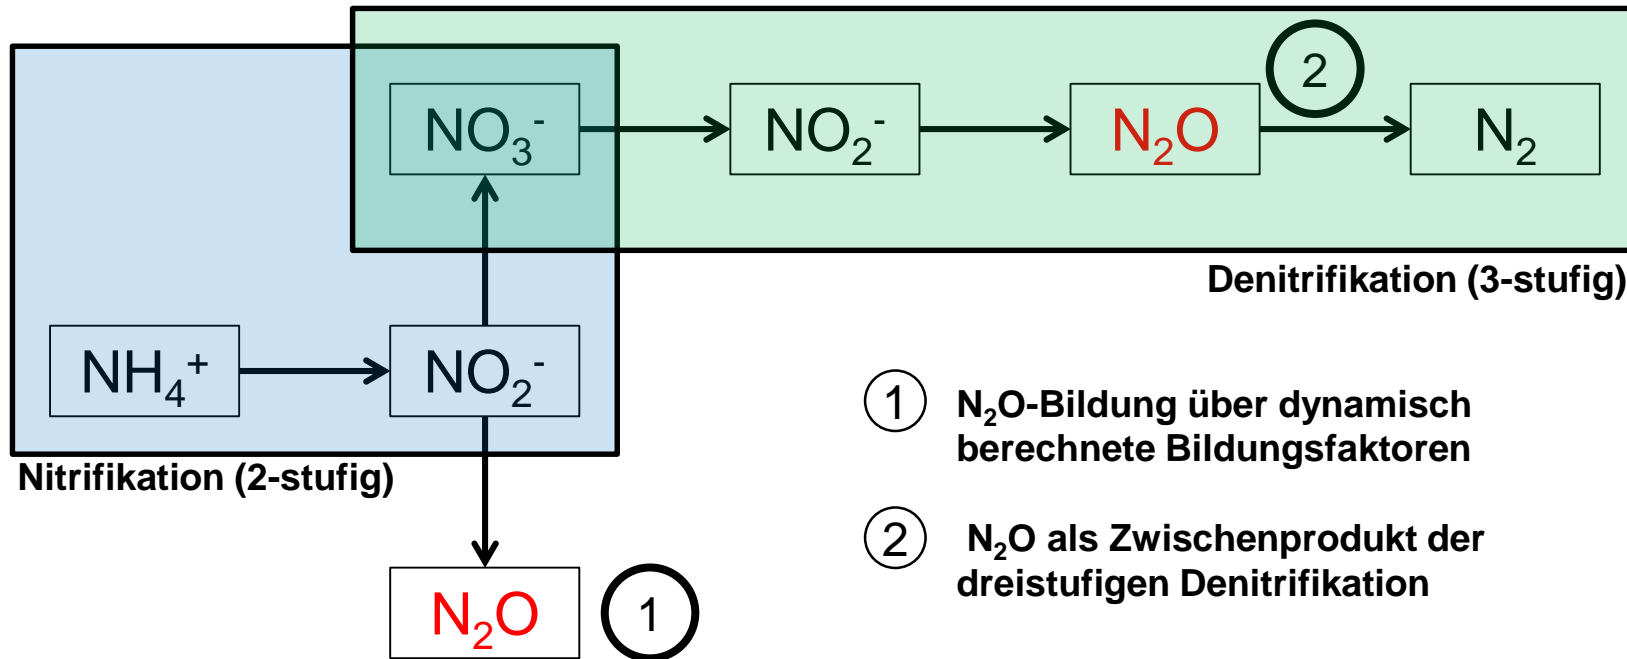 NO₃⁻
NO₂⁻
N₂O
2
N₂
Denitrifikation (3-stufig)
NH₄⁺
NO₂⁻
Nitrifikation (2-stufig)
N₂O
1
1 N₂O-Bildung über dynamisch
berechnete Bildungsfaktoren
2 N₂O als Zwischenprodukt der
dreistufigen Denitrifikation